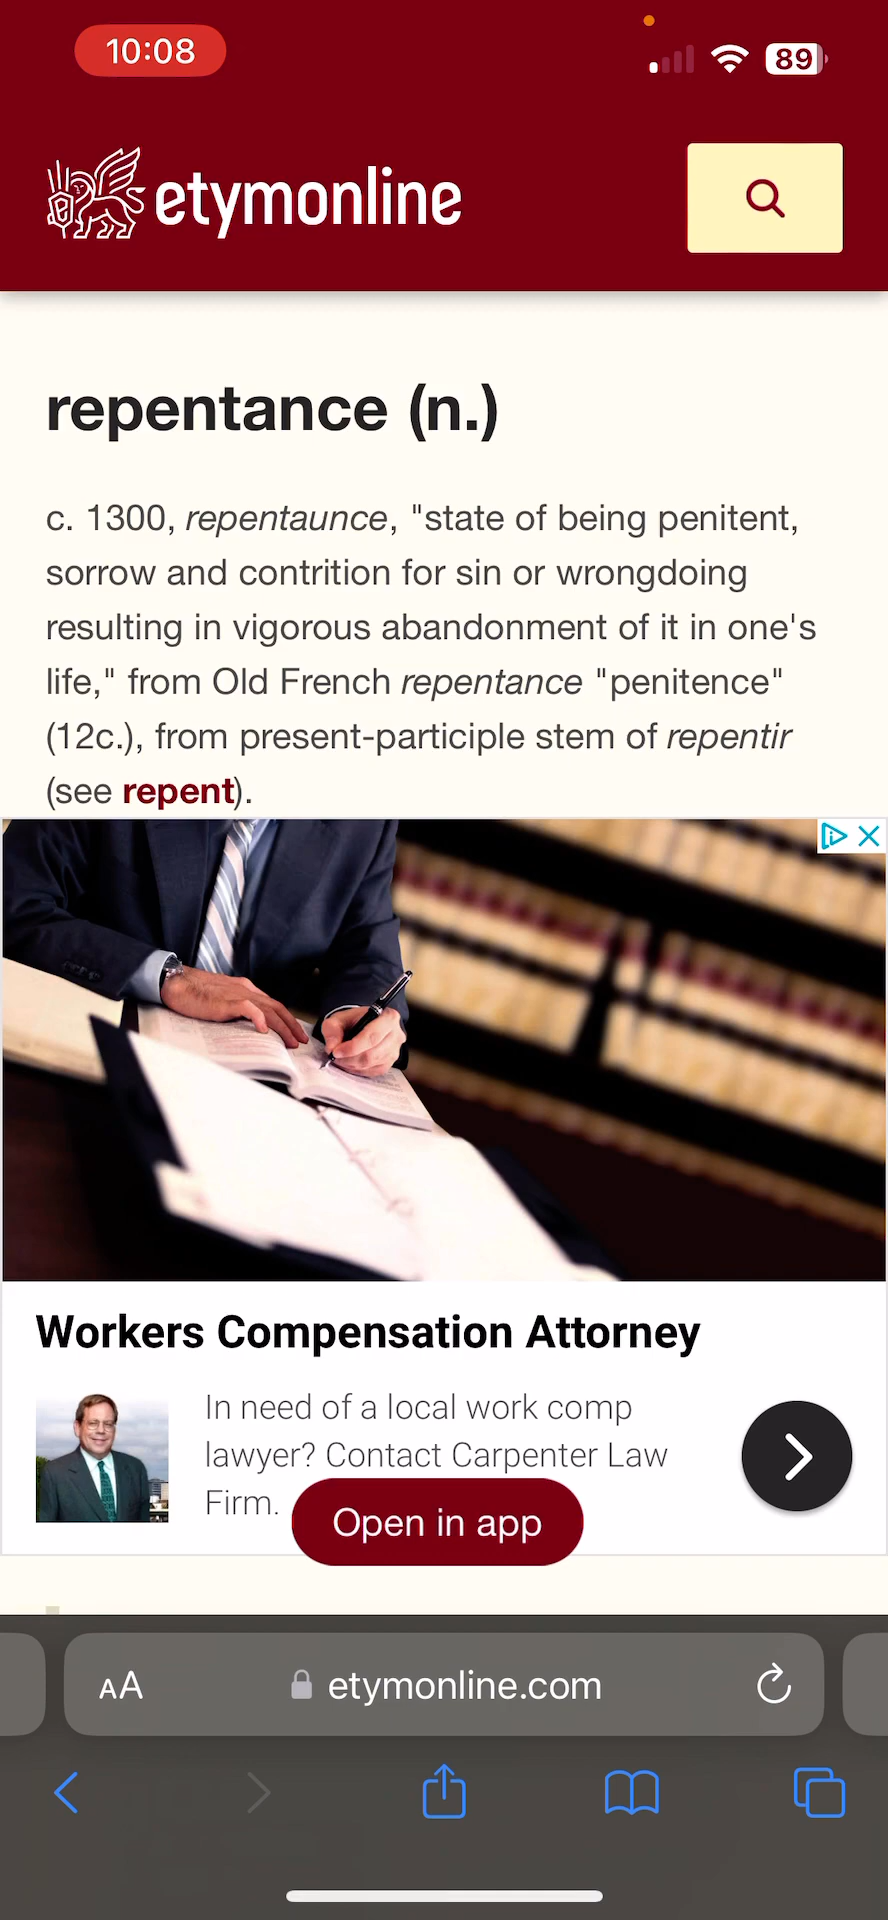 10:08
89
etymonline
repentance (n.)
c. 1300, repentaunce, "state of being penitent,
sorrow and contrition for sin or wrongdoing
resulting in vigorous abandonment of it in one's
life," from Old French repentance "penitence"
(12c.), from present-participle stem of repentir
(see repent).
Workers Compensation Attorney
In need of a local work comp
lawyer? Contact Carpenter Law
Firm.
Open in app
AA
etymonline.com